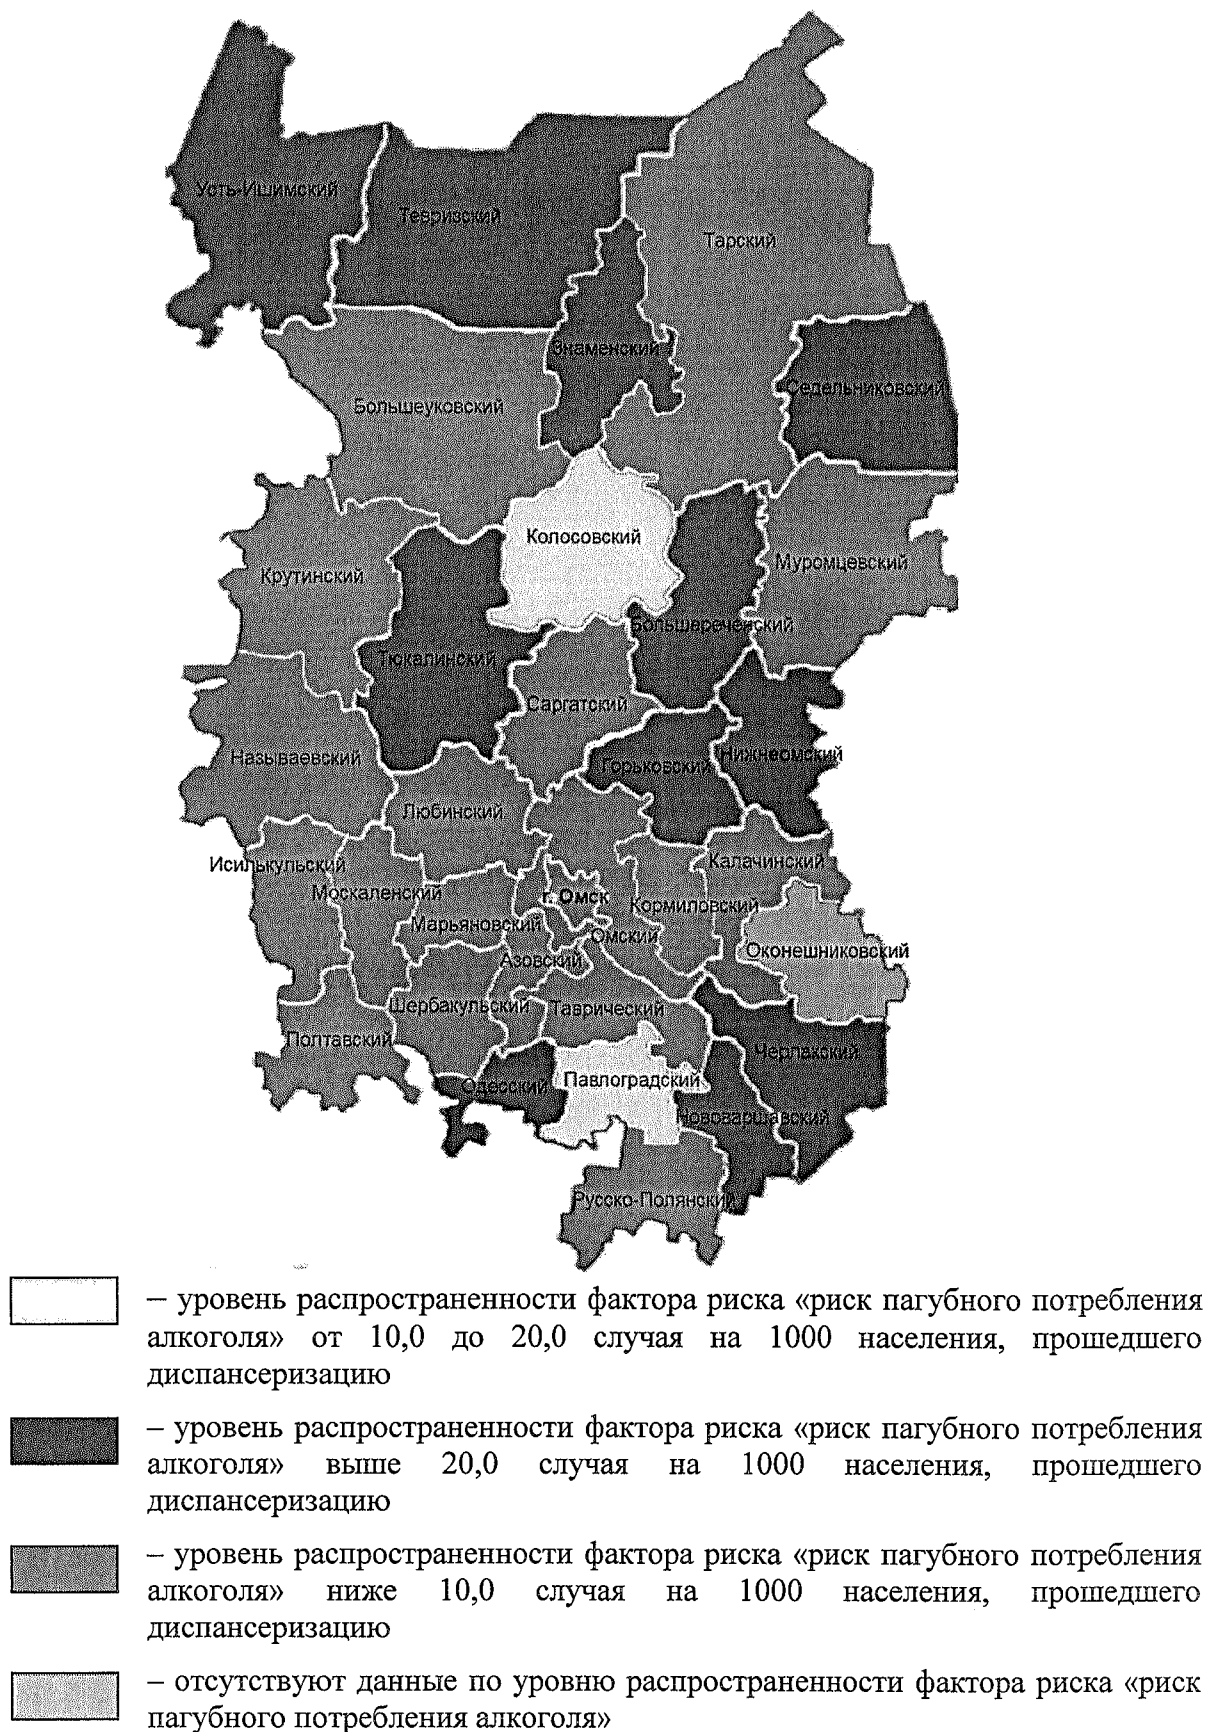 Усть-Ишимский
Тевризский
Тарский
Знаменский
Седельниковский
Большеуковский
Колосовский
Муромцевский
Крутинский
Большереченский
Тюкалинский
Саргатский
Называевский
Горьковский
Нижнеомский
Любинский
Исилькульский
Калачинский
Москаленский
г. Омск
Кормиловский
Марьяновский
Омский
Оконешниковский
Азовский
Шербакульский
Таврический
Полтавский
Черлакский
Одесский
Павлоградский
Нововаршавский
Русско-Полянский
– уровень распространенности фактора риска «риск пагубного потребления
алкоголя» от 10,0 до 20,0 случая на 1000 населения, прошедшего
диспансеризацию
– уровень распространенности фактора риска «риск пагубного потребления
алкоголя» выше 20,0 случая на 1000 населения, прошедшего
диспансеризацию
– уровень распространенности фактора риска «риск пагубного потребления
алкоголя» ниже 10,0 случая на 1000 населения, прошедшего
диспансеризацию
– отсутствуют данные по уровню распространенности фактора риска «риск
пагубного потребления алкоголя»